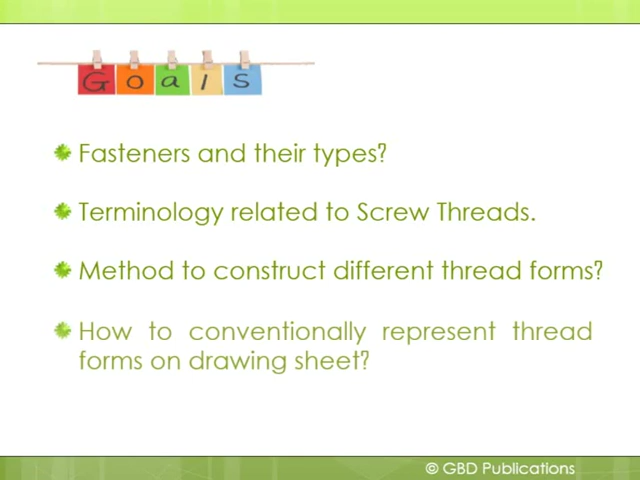 Goals
Fasteners and their types?
Terminology related to Screw Threads.
Method to construct different thread forms?
How to conventionally represent thread
forms on drawing sheet?
© GBD Publications